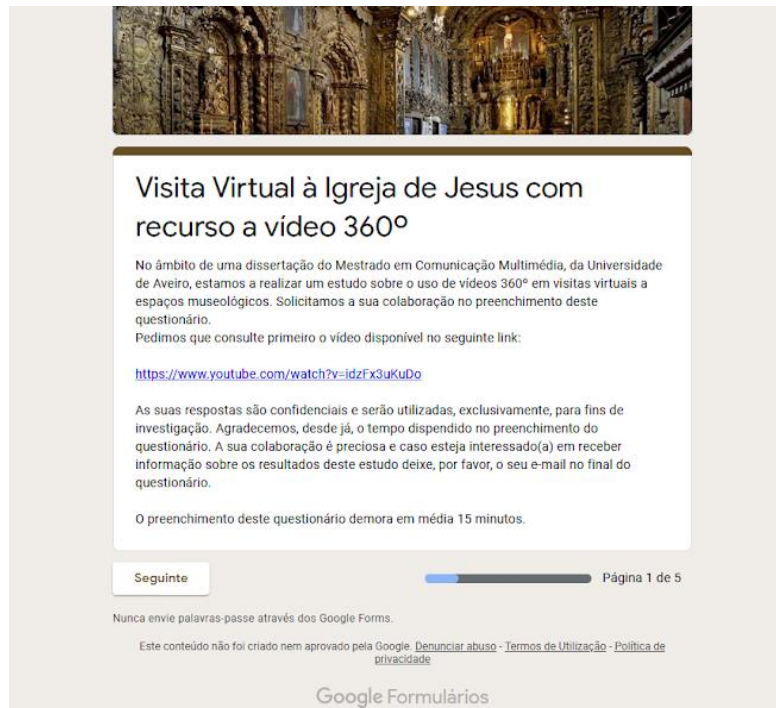 Visita Virtual à Igreja de Jesus com
recurso a vídeo 360º
No âmbito de uma dissertação do Mestrado em Comunicação Multimédia, da Universidade
de Aveiro, estamos a realizar um estudo sobre o uso de vídeos 360º em visitas virtuais a
espaços museológicos. Solicitamos a sua colaboração no preenchimento deste
questionário.
Pedimos que consulte primeiro o vídeo disponível no seguinte link:
https://www.youtube.com/watch?v=idzFx3uKuDo
As suas respostas são confidenciais e serão utilizadas, exclusivamente, para fins de
investigação. Agradecemos, desde já, o tempo dispendido no preenchimento do
questionário. A sua colaboração é preciosa e caso esteja interessado(a) em receber
informação sobre os resultados deste estudo deixe, por favor, o seu e-mail no final do
questionário.
O preenchimento deste questionário demora em média 15 minutos.
Seguinte
Página 1 de 5
Nunca envie palavras-passe através dos Google Forms.
Este conteúdo não foi criado nem aprovado pela Google. Denunciar abuso - Termos de Utilização - Política de
privacidade
Google Formulários